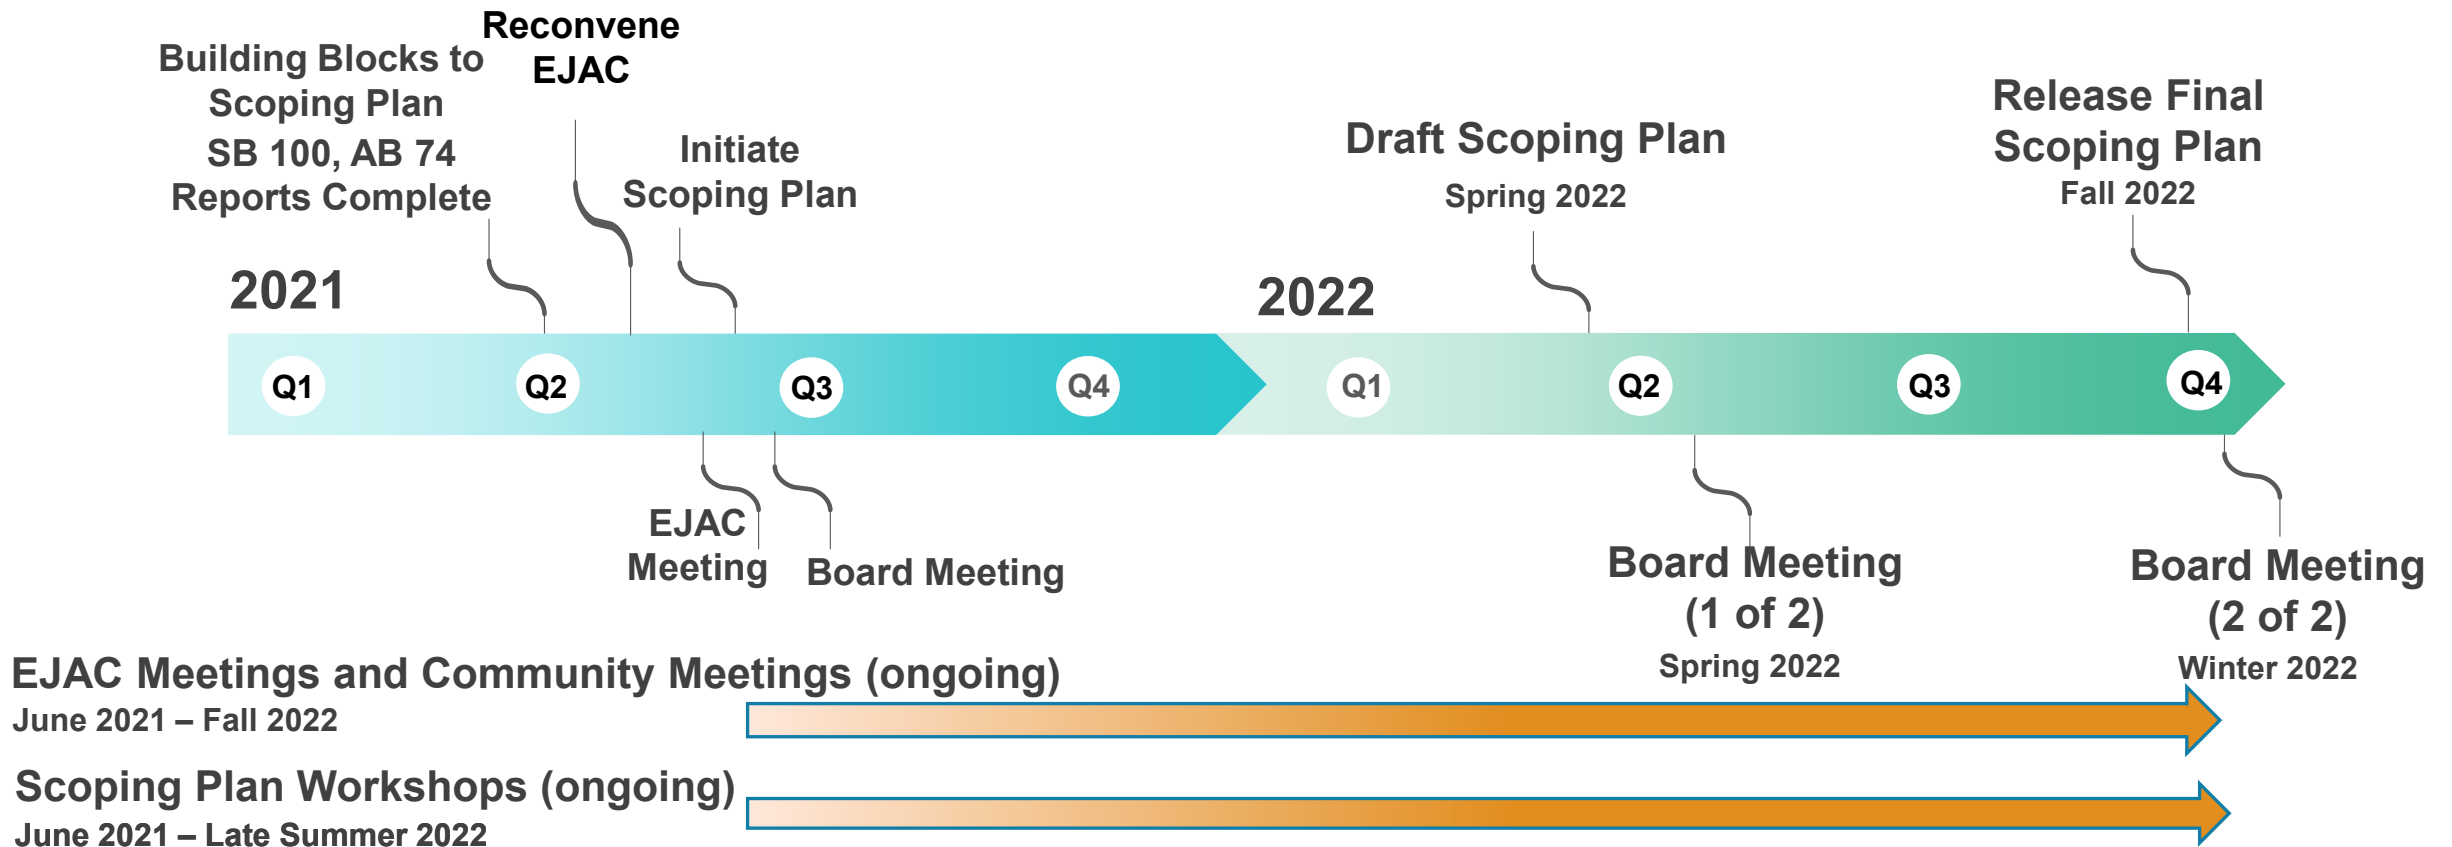 Building Blocks to
Scoping Plan
SB 100, AB 74
Reports Complete
Reconvene
EJAC
Initiate
Scoping Plan
Draft Scoping Plan
Spring 2022
Release Final
Scoping Plan
Fall 2022
2021
2022
Q1
Q2
Q3
Q4
Q1
Q2
Q3
Q4
EJAC
Meeting
Board Meeting
Board Meeting
(1 of 2)
Spring 2022
Board Meeting
(2 of 2)
Winter 2022
EJAC Meetings and Community Meetings (ongoing)
June 2021 – Fall 2022
Scoping Plan Workshops (ongoing)
June 2021 – Late Summer 2022